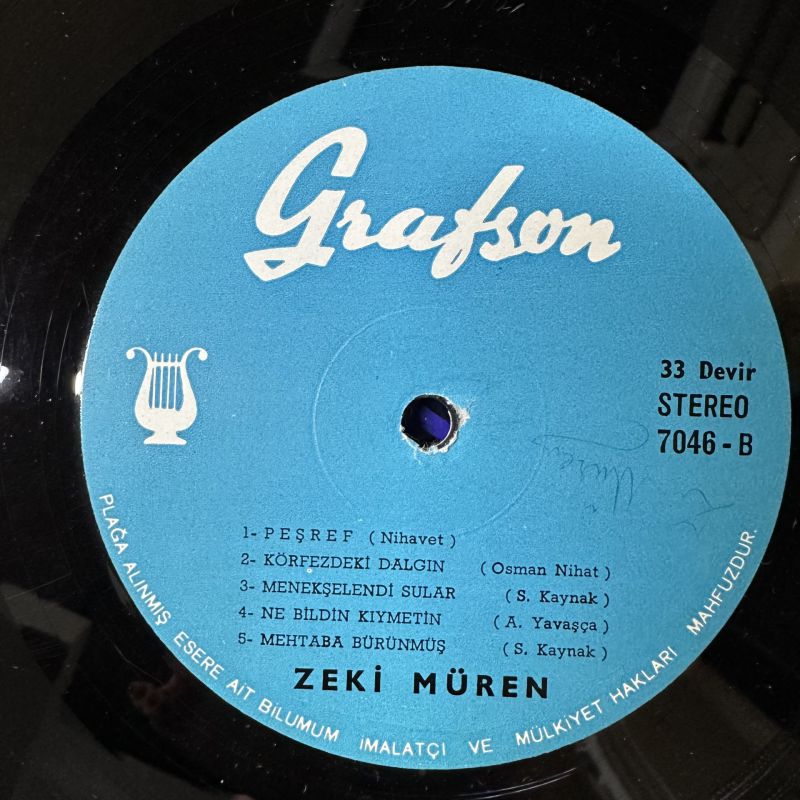 Grafson
33 Devir
STEREO
7046 - B
1- PEŞREF (Nihavet)
2- KÖRFEZDEKİ DALGIN (Osman Nihat)
3- MENEKŞELENDİ SULAR (S. Kaynak)
4- NE BİLDİN KIYMETİN (A. Yavaşça)
5- MEHTABA BÜRÜNMÜŞ (S. Kaynak)
ZEKİ MÜREN
PLAĞA ALINMIŞ ESERE AİT BİLUMUM İMALATÇI VE MÜLKİYET HAKLARI MAHFUZDUR.